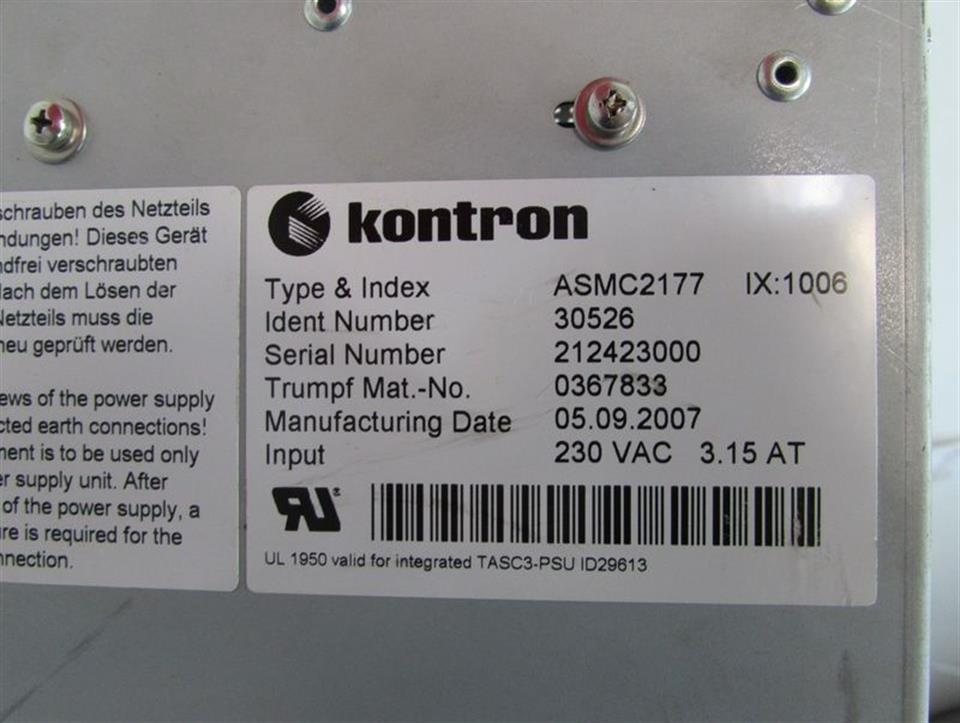 schrauben des Netzteils
ndungen! Dieses Gerät
ndfrei verschraubten
Nach dem Lösen der
Netzteils muss die
neu geprüft werden.
ews of the power supply
cted earth connections!
ment is to be used only
er supply unit. After
of the power supply, a
ure is required for the
nnection.
kontron
Type & Index ASMC2177 IX:1006
Ident Number 30526
Serial Number 212423000
Trumpf Mat.-No. 0367833
Manufacturing Date 05.09.2007
Input 230 VAC 3.15 AT
RU®
UL 1950 valid for integrated TASC3-PSU ID29613